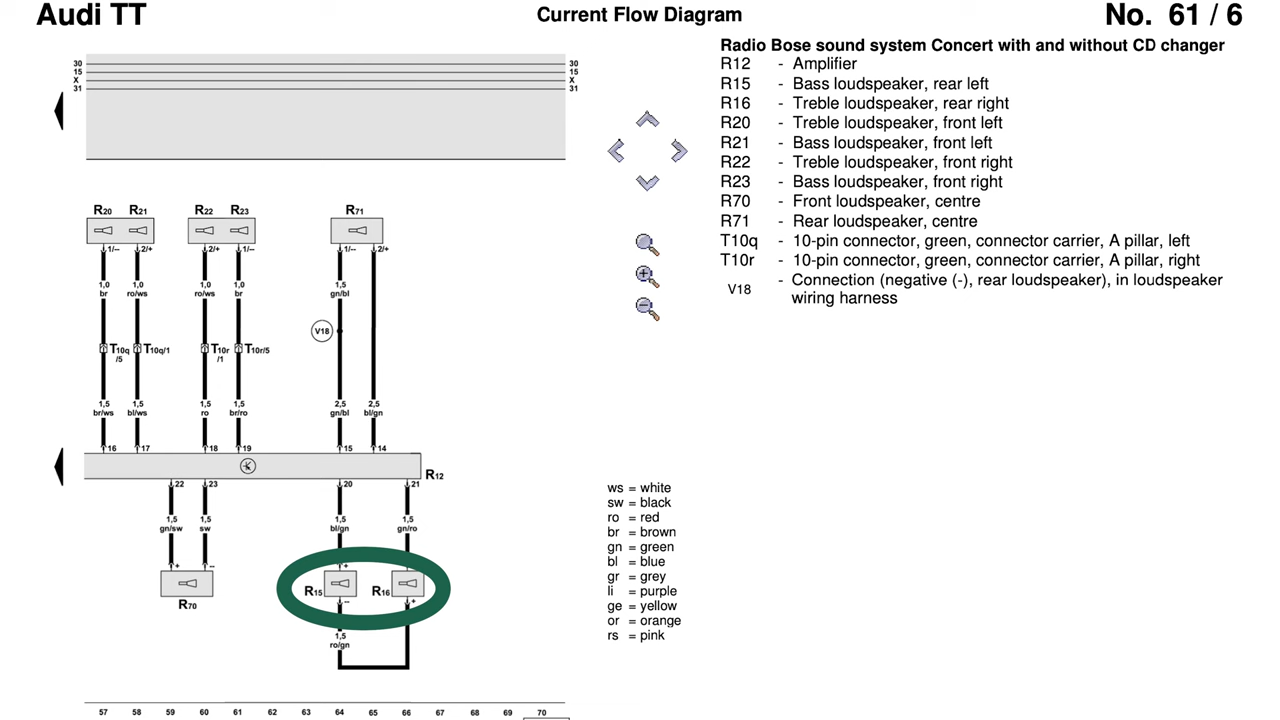 Audi TT
Current Flow Diagram
No. 61 / 6
Radio Bose sound system Concert with and without CD changer
R12 - Amplifier
R15 - Bass loudspeaker, rear left
R16 - Treble loudspeaker, rear right
R20 - Treble loudspeaker, front left
R21 - Bass loudspeaker, front left
R22 - Treble loudspeaker, front right
R23 - Bass loudspeaker, front right
R70 - Front loudspeaker, centre
R71 - Rear loudspeaker, centre
T10q - 10-pin connector, green, connector carrier, A pillar, left
T10r - 10-pin connector, green, connector carrier, A pillar, right
V18 - Connection (negative (-), rear loudspeaker), in loudspeaker
wiring harness
30 30
15 15
X X
31 31
R20 R21 R22 R23 R71
1/-- 2/+ 2/+ 1/-- 1/-- 2/+
1,0 1,0 1,0 1,0 1,5
br ro/ws ro/ws br gn/bl
V18
T10q T10q/1 T10r T10r/5
/5 /1
1,5 1,5 1,5 1,5 2,5 2,5
br/ws bl/ws ro br/ro gn/bl bl/gn
16 17 18 19 15 14
R12
22 23 20 21
1,5 1,5 1,5 1,5
gn/sw sw bl/gn gn/ro
+ -- +
R15 R16
R70
-- +
1,5
ro/gn
ws = white
sw = black
ro = red
br = brown
gn = green
bl = blue
gr = grey
li = purple
ge = yellow
or = orange
rs = pink
57 58 59 60 61 62 63 64 65 66 67 68 69 70